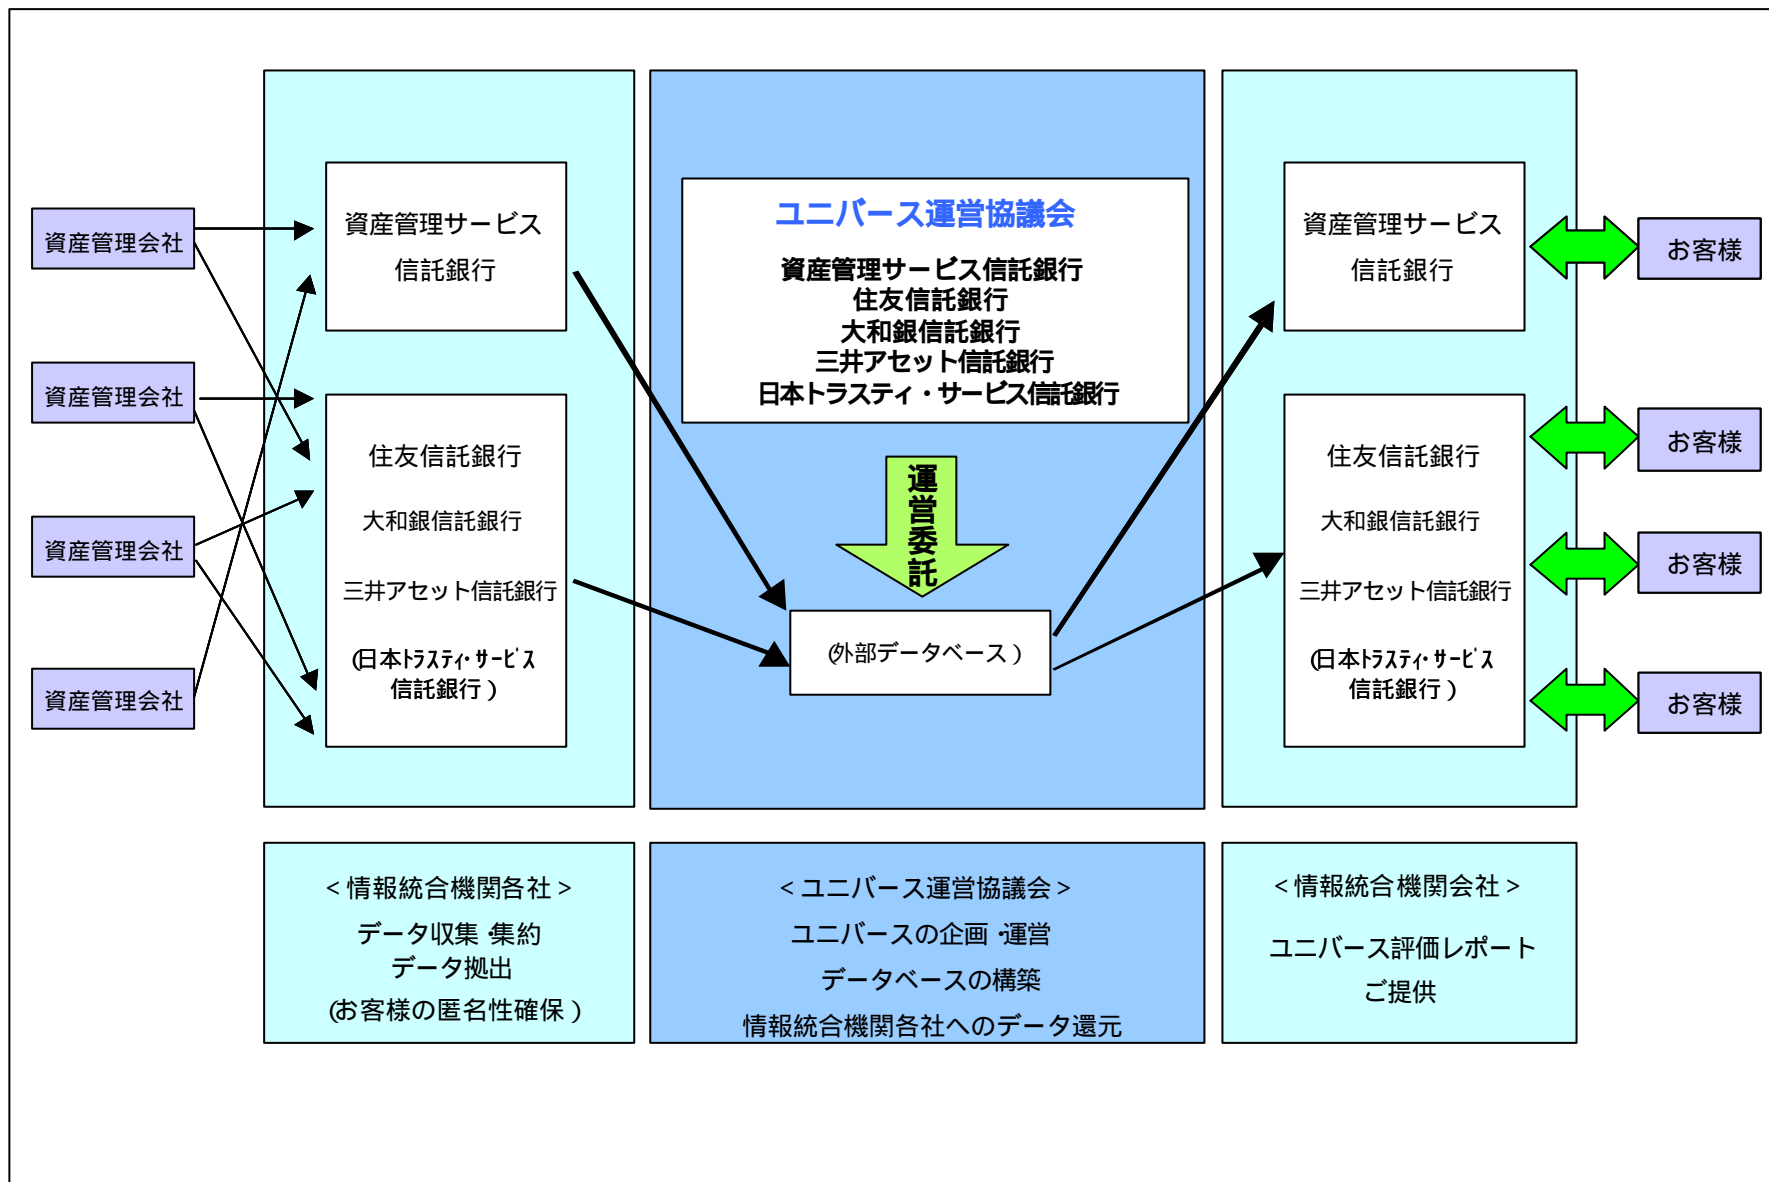 資産管理会社
資産管理会社
資産管理会社
資産管理会社
資産管理サービス
信託銀行
住友信託銀行
大和銀信託銀行
三井アセット信託銀行
(日本トラスティ・サービス
信託銀行)
ユニバース運営協議会
資産管理サービス信託銀行
住友信託銀行
大和銀信託銀行
三井アセット信託銀行
日本トラスティ・サービス信託銀行
運営委託
(外部データベース)
資産管理サービス
信託銀行
住友信託銀行
大和銀信託銀行
三井アセット信託銀行
(日本トラスティ・サービス
信託銀行)
お客様
お客様
お客様
お客様
<情報統合機関各社>
データ収集・集約
データ拠出
(お客様の匿名性確保)
<ユニバース運営協議会>
ユニバースの企画・運営
データベースの構築
情報統合機関各社へのデータ還元
<情報統合機関会社>
ユニバース評価レポート
ご提供